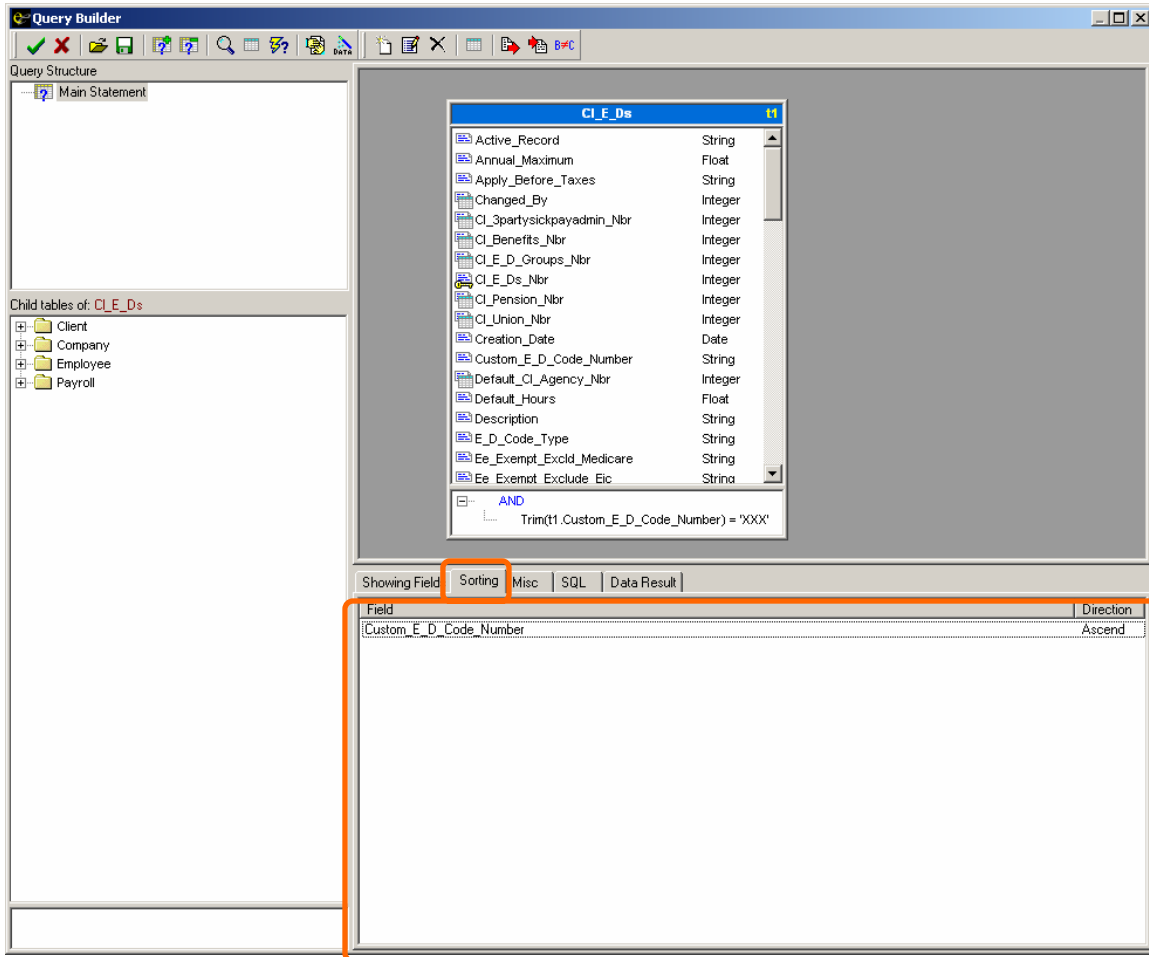 Query Builder
DATA
B≠C
Query Structure
Main Statement
Child tables of: Cl_E_Ds
Client
Company
Employee
Payroll
Cl_E_Ds t1
Active_Record String
Annual_Maximum Float
Apply_Before_Taxes String
Changed_By Integer
Cl_3partysickpayadmin_Nbr Integer
Cl_Benefits_Nbr Integer
Cl_E_D_Groups_Nbr Integer
Cl_E_Ds_Nbr Integer
Cl_Pension_Nbr Integer
Cl_Union_Nbr Integer
Creation_Date Date
Custom_E_D_Code_Number String
Default_Cl_Agency_Nbr Integer
Default_Hours Float
Description String
E_D_Code_Type String
Ee_Exempt_Excld_Medicare String
Ee_Exempt_Exclude_Eic String
AND
Trim(t1.Custom_E_D_Code_Number) = 'XXX'
Showing Field Sorting Misc SQL Data Result
Field Direction
Custom_E_D_Code_Number Ascend